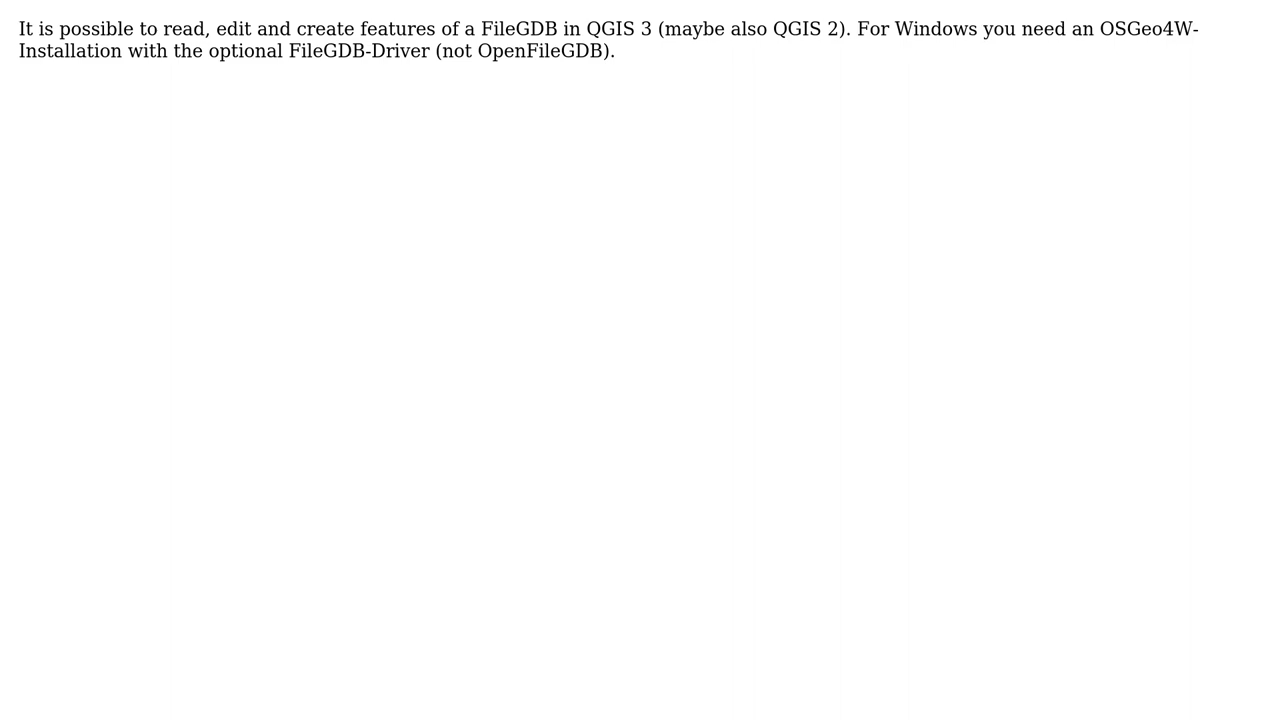 It is possible to read, edit and create features of a FileGDB in QGIS 3 (maybe also QGIS 2). For Windows you need an OSGeo4W-
Installation with the optional FileGDB-Driver (not OpenFileGDB).